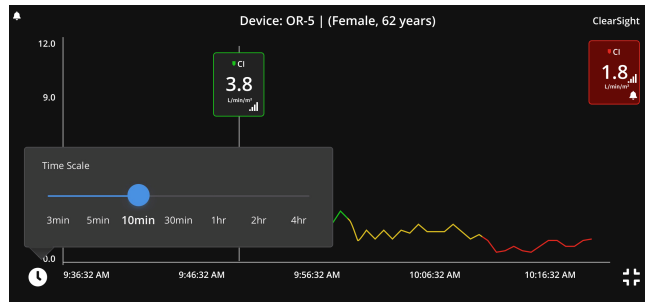 Device: OR-5 | (Female, 62 years)
ClearSight
12.0
9.0
CI
3.8
L/min/m²
CI
1.8
L/min/m²
Time Scale
3min 5min 10min 30min 1hr 2hr 4hr
0.0
9:36:32 AM 9:46:32 AM 9:56:32 AM 10:06:32 AM 10:16:32 AM